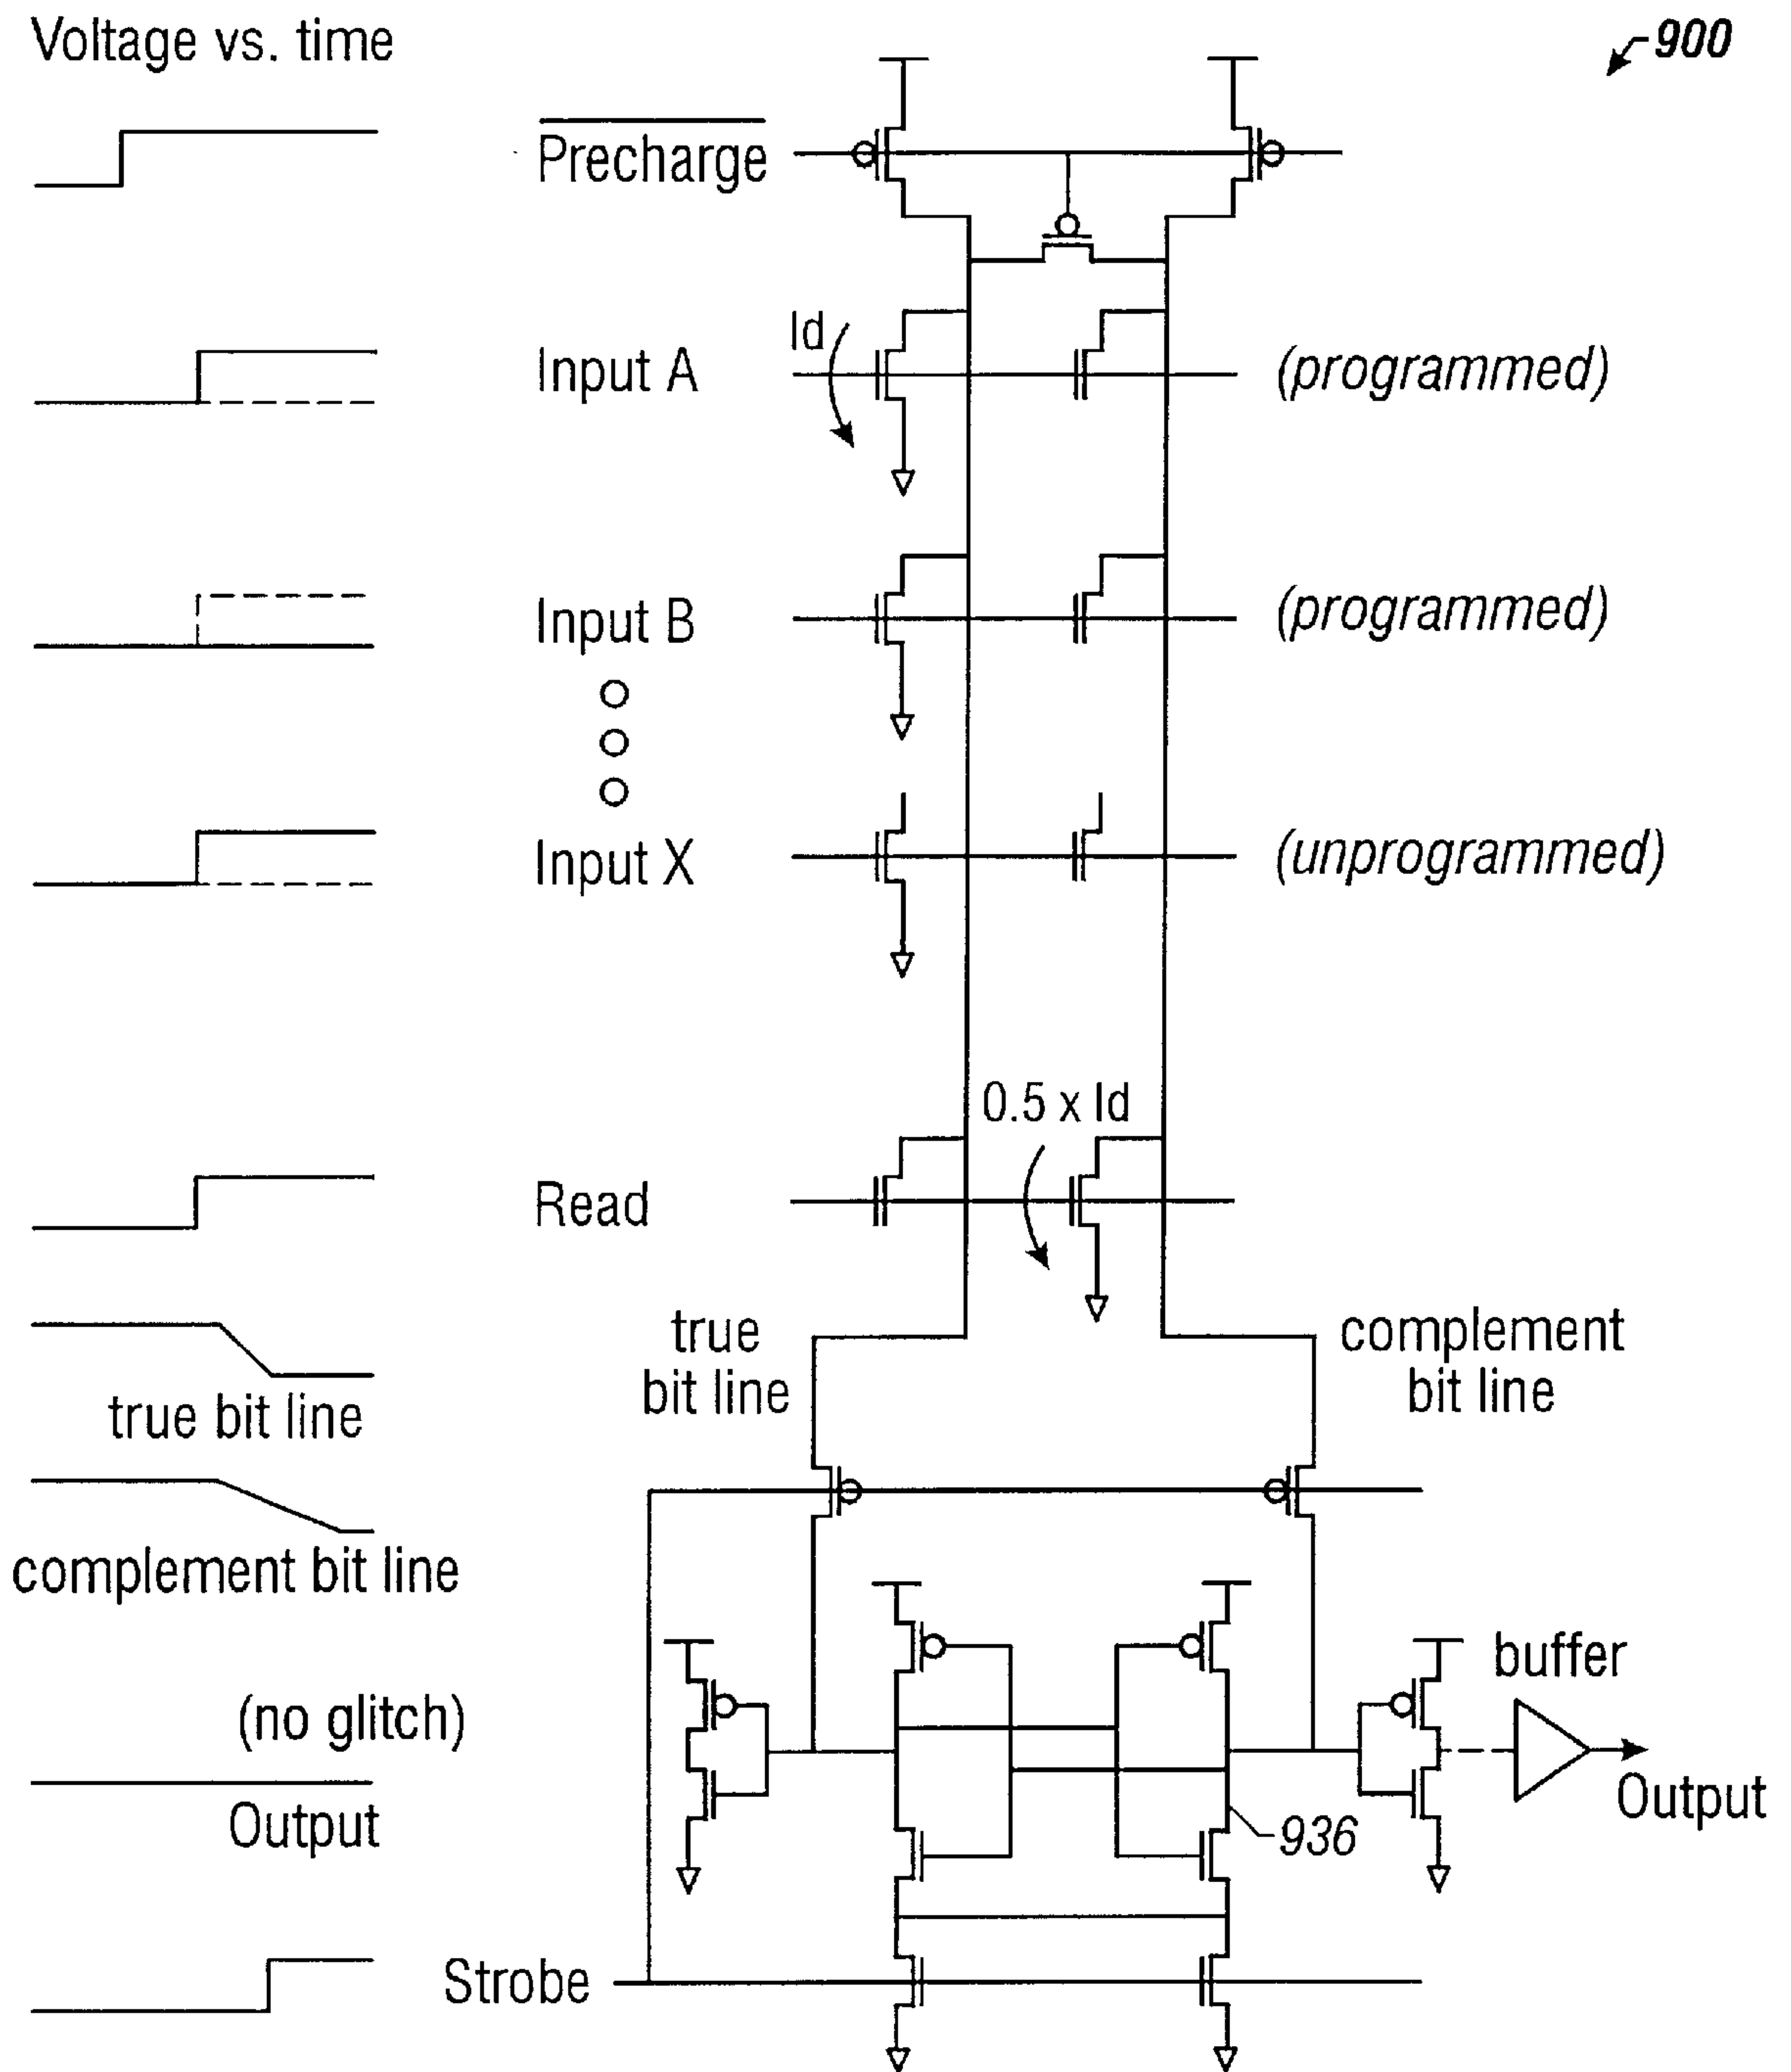 Voltage vs. time
900
Precharge
Id
Input A
(programmed)
Input B
(programmed)
Input X
(unprogrammed)
0.5 x Id
Read
true
bit line
complement
bit line
true bit line
complement bit line
buffer
(no glitch)
Output
Output
936
Strobe